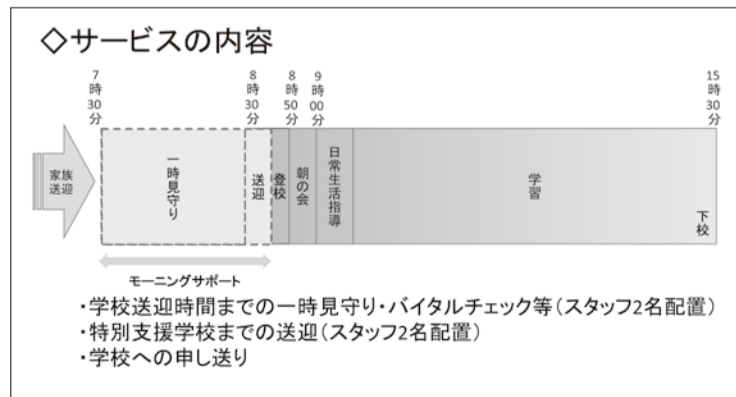 ◇サービスの内容
7時30分
8時30分
8時50分
9時00分
15時30分
家族
送迎
一時見守り
送迎
登校
朝の会
日常生活指導
学習
下校
モーニングサポート
・学校送迎時間までの一時見守り・バイタルチェック等(スタッフ2名配置)
・特別支援学校までの送迎(スタッフ2名配置)
・学校への申し送り